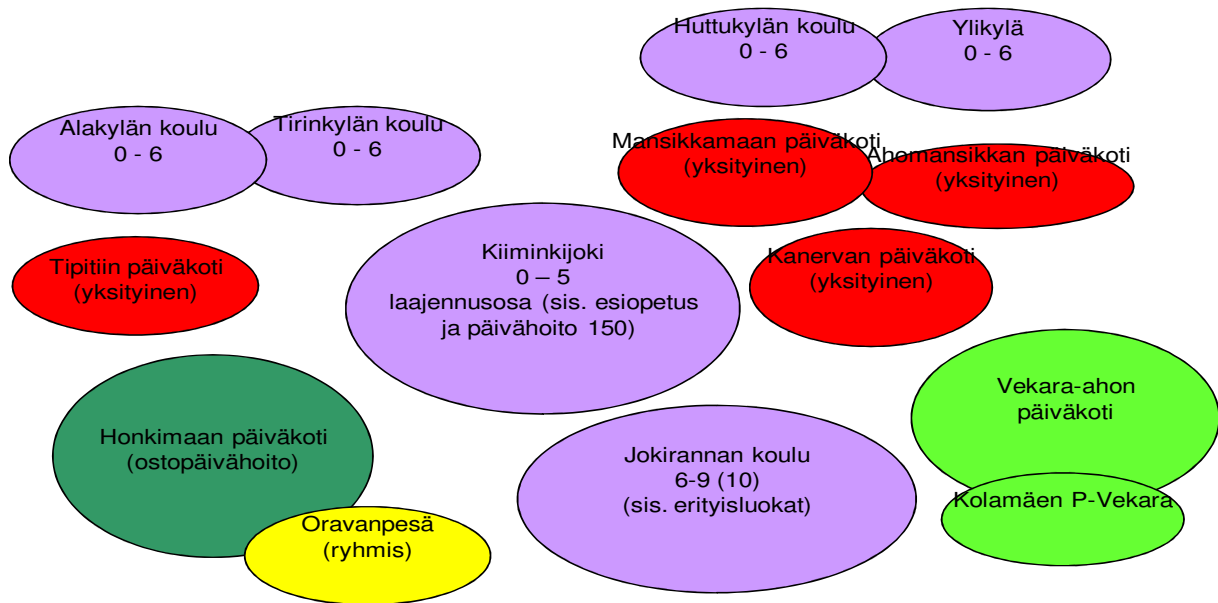 Huttukylän koulu
0 - 6
Ylikylä
0 - 6
Alakylän koulu
0 - 6
Tirinkylän koulu
0 - 6
Mansikkamaan päiväkoti
(yksityinen)
Ahomansikkan päiväkoti
(yksityinen)
Tipitiin päiväkoti
(yksityinen)
Kiiminkijoki
0 – 5
laajennusosa (sis. esiopetus
ja päivähoito 150)
Kanervan päiväkoti
(yksityinen)
Honkimaan päiväkoti
(ostopäivähoito)
Oravanpesä
(ryhmis)
Jokirannan koulu
6-9 (10)
(sis. erityisluokat)
Vekara-ahon
päiväkoti
Kolamäen P-Vekara